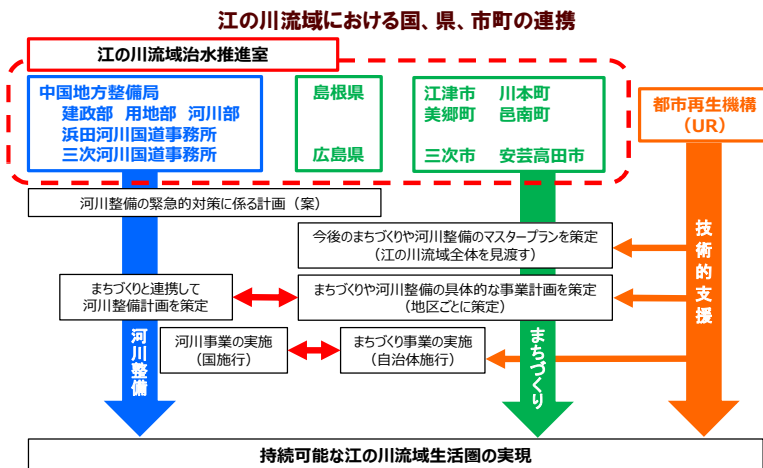 江の川流域における国、県、市町の連携
江の川流域治水推進室
中国地方整備局
建政部 用地部 河川部
浜田河川国道事務所
三次河川国道事務所
島根県
広島県
江津市 川本町
美郷町 邑南町
三次市 安芸高田市
都市再生機構
(UR)
河川整備の緊急的対策に係る計画(案)
今後のまちづくりや河川整備のマスタープランを策定
(江の川流域全体を見渡す)
まちづくりと連携して
河川整備計画を策定
まちづくりや河川整備の具体的な事業計画を策定
(地区ごとに策定)
河川事業の実施
(国施行)
まちづくり事業の実施
(自治体施行)
河川整備
まちづくり
技術的支援
持続可能な江の川流域生活圏の実現